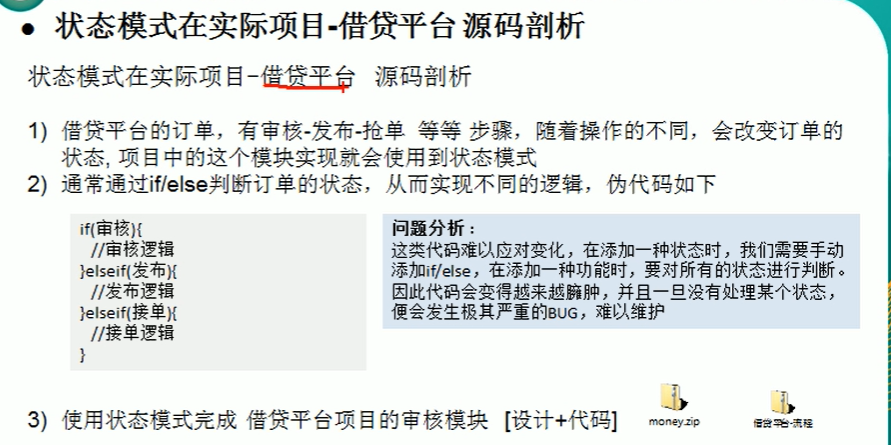 ● 状态模式在实际项目-借贷平台 源码剖析
状态模式在实际项目-借贷平台 源码剖析
1) 借贷平台的订单，有审核-发布-抢单 等等 步骤，随着操作的不同，会改变订单的
状态, 项目中的这个模块实现就会使用到状态模式
2) 通常通过if/else判断订单的状态，从而实现不同的逻辑，伪代码如下
if(审核){
//审核逻辑
}elseif(发布){
//发布逻辑
}elseif(接单){
//接单逻辑
}
问题分析：
这类代码难以应对变化，在添加一种状态时，我们需要手动
添加if/else，在添加一种功能时，要对所有的状态进行判断。
因此代码会变得越来越臃肿，并且一旦没有处理某个状态，
便会发生极其严重的BUG，难以维护
3) 使用状态模式完成 借贷平台项目的审核模块 [设计+代码]
money.zip
借贷平台-流程